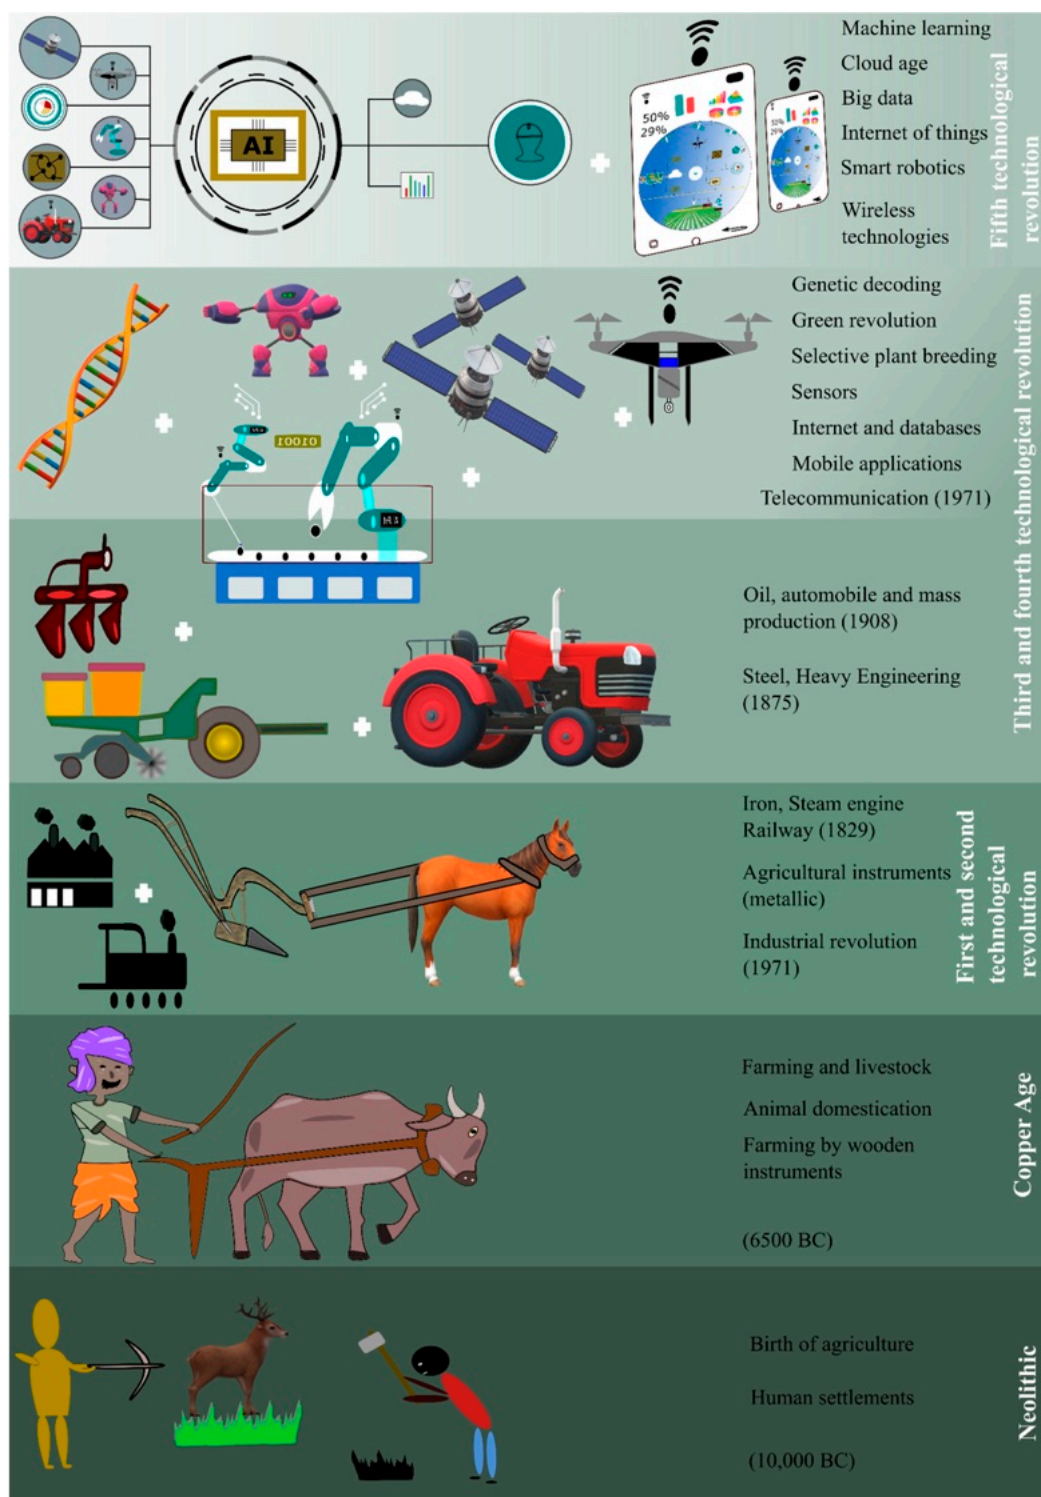 Machine learning
Cloud age
Big data
Internet of things
Smart robotics
Wireless
technologies
Fifth technological
revolution
AI
50%
29%
50%
29%
Genetic decoding
Green revolution
Selective plant breeding
Sensors
Internet and databases
Mobile applications
Telecommunication (1971)
01001
Oil, automobile and mass
production (1908)
Steel, Heavy Engineering
(1875)
Third and fourth technological revolution
Iron, Steam engine
Railway (1829)
Agricultural instruments
(metallic)
Industrial revolution
(1971)
First and second
technological
revolution
Farming and livestock
Animal domestication
Farming by wooden
instruments
(6500 BC)
Copper Age
Birth of agriculture
Human settlements
(10,000 BC)
Neolithic